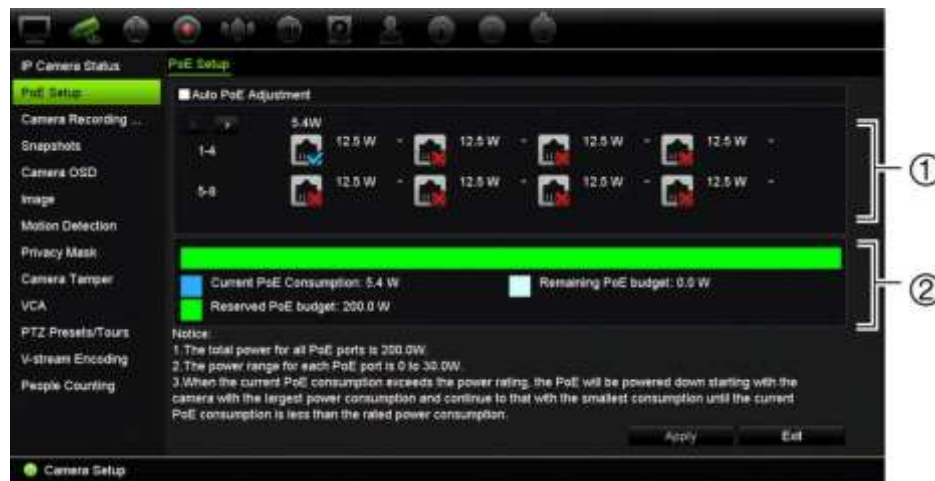 IP Camera Status
PoE Setup
PoE Setup
Auto PoE Adjustment
Camera Recording ...
5.4W
1-4
12.5 W - 12.5 W - 12.5 W - 12.5 W -
Snapshots
Camera OSD
5-8
12.5 W - 12.5 W - 12.5 W - 12.5 W -
Image
Motion Detection
①
Privacy Mask
Camera Tamper
Current PoE Consumption: 5.4 W
Remaining PoE budget: 0.0 W
VCA
Reserved PoE budget: 200.0 W
②
PTZ Presets/Tours
V-stream Encoding
People Counting
Notice:
1.The total power for all PoE ports is 200.0W.
2.The power range for each PoE port is 0 to 30.0W.
3.When the current PoE consumption exceeds the power rating, the PoE will be powered down starting with the
camera with the largest power consumption and continue to that with the smallest consumption until the current
PoE consumption is less than the rated power consumption.
Apply
Exit
Camera Setup